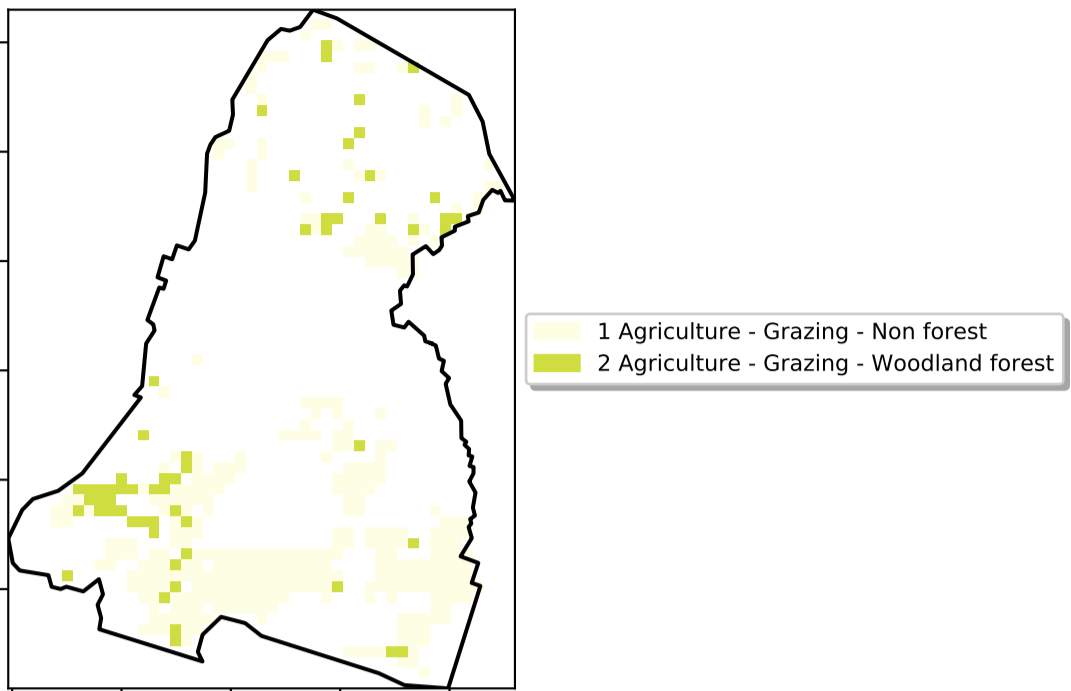 1 Agriculture - Grazing - Non forest
2 Agriculture - Grazing - Woodland forest